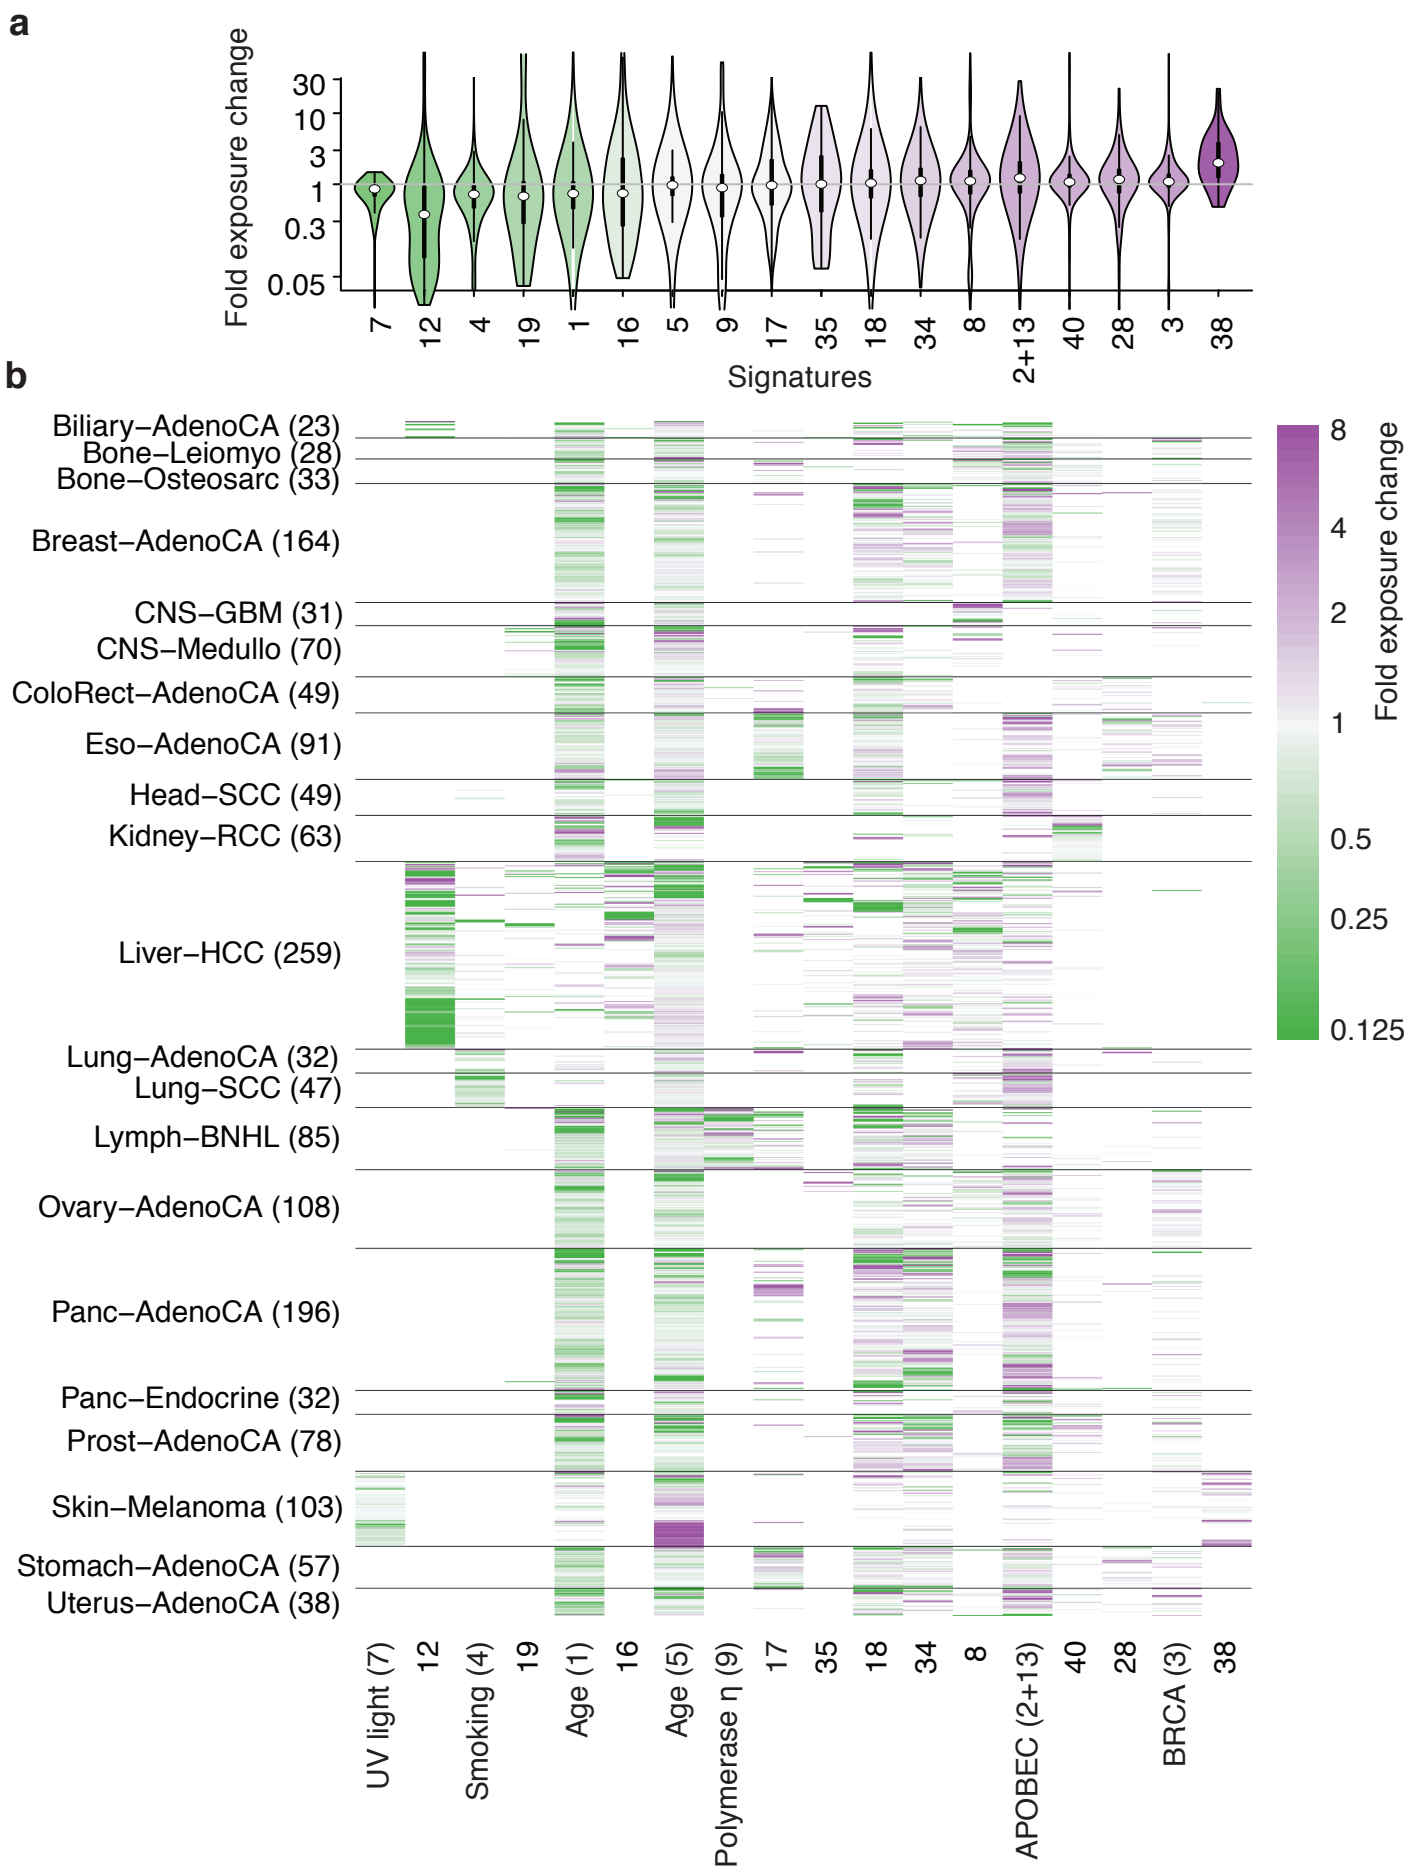 a
Fold exposure change
30
10
3
1
0.3
0.05
7
12
4
19
1
16
5
9
17
35
18
34
8
2+13
40
28
3
38
Signatures
b
Biliary−AdenoCA (23)
Bone−Leiomyo (28)
Bone−Osteosarc (33)
Breast−AdenoCA (164)
CNS−GBM (31)
CNS−Medullo (70)
ColoRect−AdenoCA (49)
Eso−AdenoCA (91)
Head−SCC (49)
Kidney−RCC (63)
Liver−HCC (259)
Lung−AdenoCA (32)
Lung−SCC (47)
Lymph−BNHL (85)
Ovary−AdenoCA (108)
Panc−AdenoCA (196)
Panc−Endocrine (32)
Prost−AdenoCA (78)
Skin−Melanoma (103)
Stomach−AdenoCA (57)
Uterus−AdenoCA (38)
8
4
2
1
0.5
0.25
0.125
Fold exposure change
UV light (7)
12
Smoking (4)
19
Age (1)
16
Age (5)
Polymerase η (9)
17
35
18
34
8
APOBEC (2+13)
40
28
BRCA (3)
38